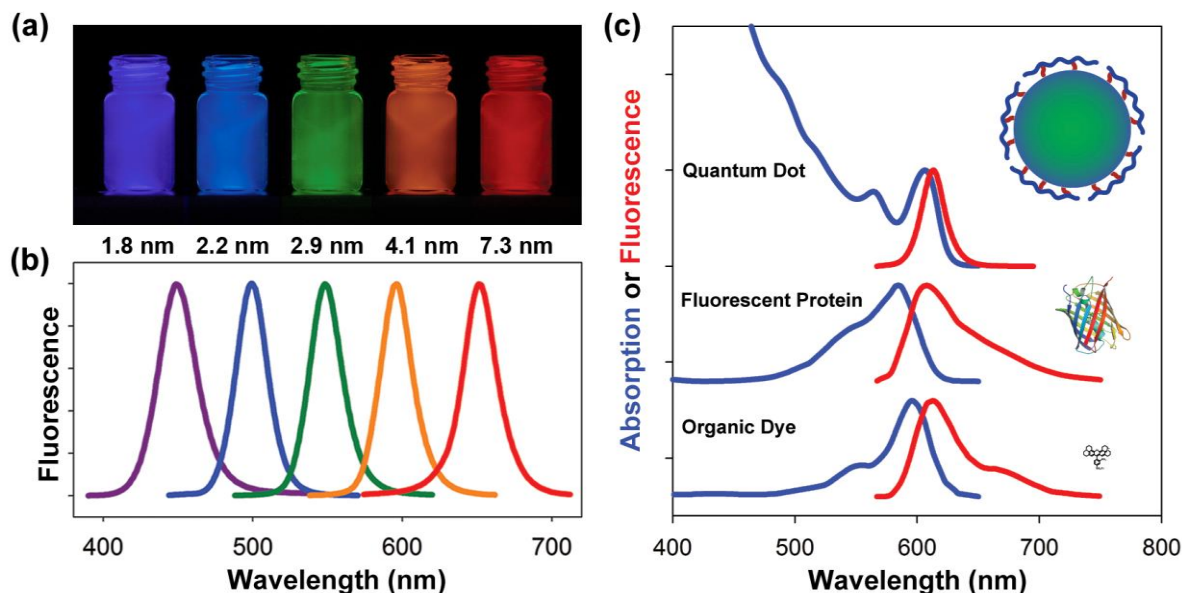 (a)
1.8 nm 2.2 nm 2.9 nm 4.1 nm 7.3 nm
(b)
Fluorescence
400 500 600 700
Wavelength (nm)
(c)
Absorption or Fluorescence
Quantum Dot
Fluorescent Protein
Organic Dye
400 500 600 700 800
Wavelength (nm)